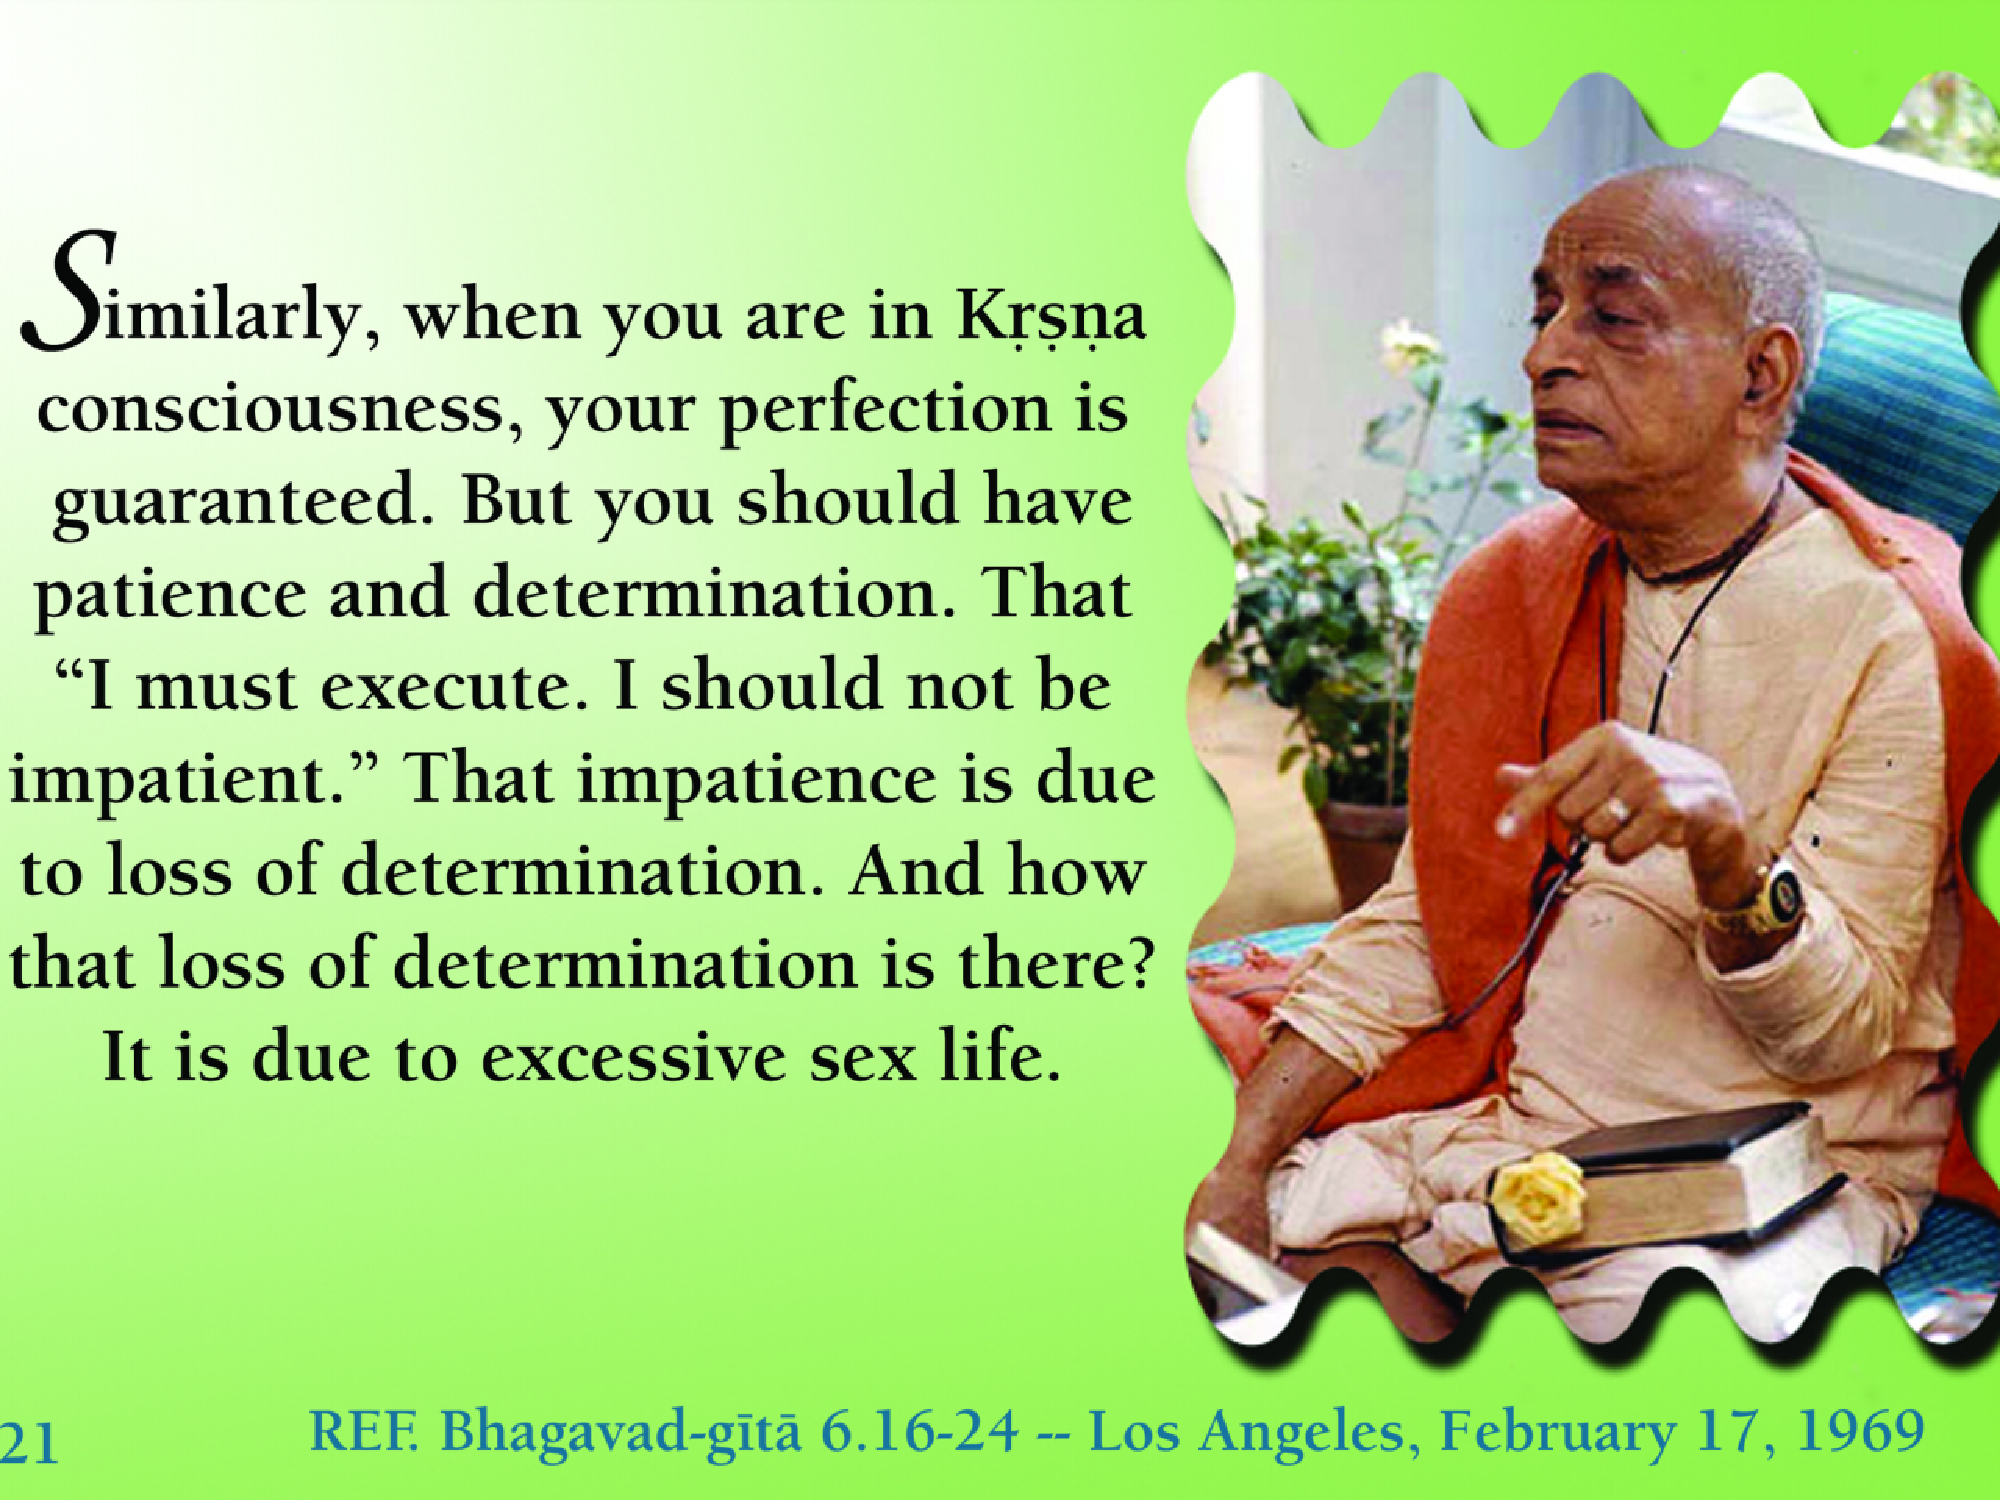 Similarly, when you are in Kṛṣṇa
consciousness, your perfection is
guaranteed. But you should have
patience and determination. That
“I must execute. I should not be
impatient.” That impatience is due
to loss of determination. And how
that loss of determination is there?
It is due to excessive sex life.
21
REF. Bhagavad-gītā 6.16-24 -- Los Angeles, February 17, 1969